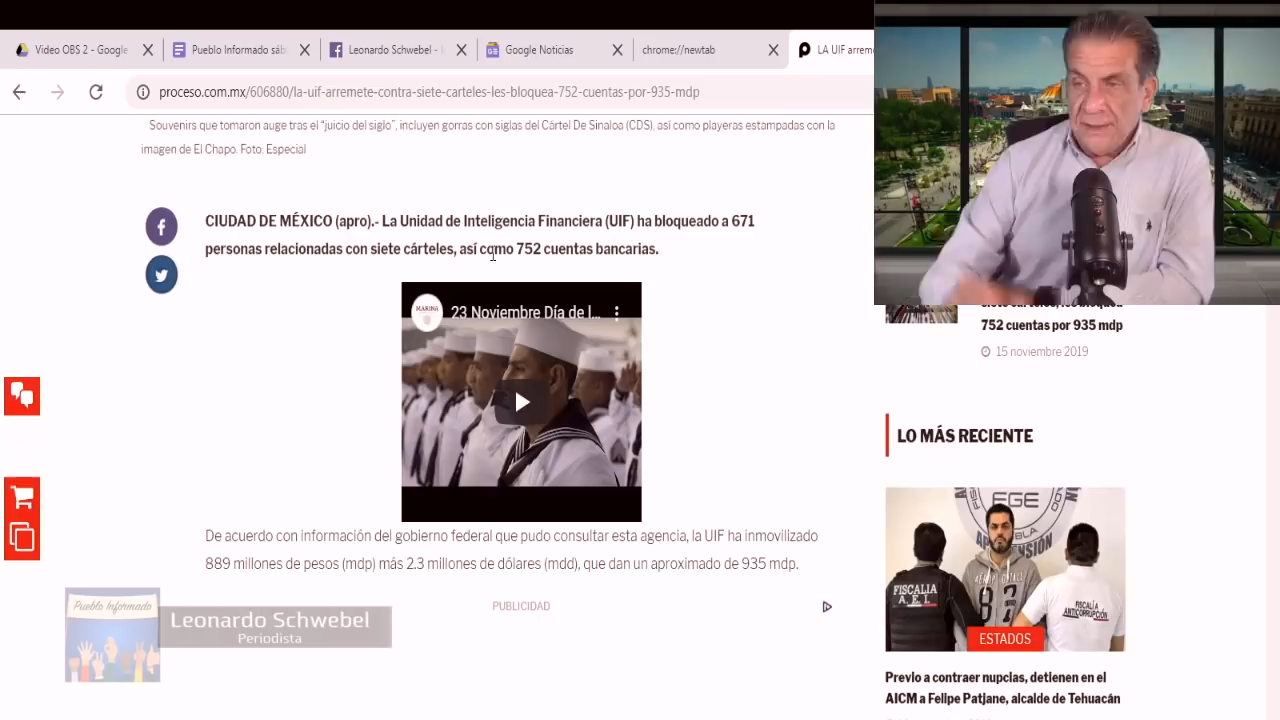 Video OBS 2 - Google
Pueblo Informado sáb
Leonardo Schwebel -
Google Noticias
chrome://newtab
LA UIF arreme
proceso.com.mx/606880/la-uif-arremete-contra-siete-carteles-les-bloquea-752-cuentas-por-935-mdp
Souvenirs que tomaron auge tras el "juicio del siglo", incluyen gorras con siglas del Cártel De Sinaloa (CDS), así como playeras estampadas con la
imagen de El Chapo. Foto: Especial
CIUDAD DE MÉXICO (apro).- La Unidad de Inteligencia Financiera (UIF) ha bloqueado a 671
personas relacionadas con siete cárteles, así como 752 cuentas bancarias.
MARINA
23 Noviembre Día de l...
De acuerdo con información del gobierno federal que pudo consultar esta agencia, la UIF ha inmovilizado
889 millones de pesos (mdp) más 2.3 millones de dólares (mdd), que dan un aproximado de 935 mdp.
PUBLICIDAD
Pueblo Informado
Leonardo Schwebel
Periodista
752 cuentas por 935 mdp
15 noviembre 2019
LO MÁS RECIENTE
FGE
FISCALÍA
A.E.I.
AÉROPOSTALE
87
FISCALÍA
ANTICORRUPCIÓN
ESTADOS
Previo a contraer nupcias, detienen en el
AICM a Felipe Patjane, alcalde de Tehuacán